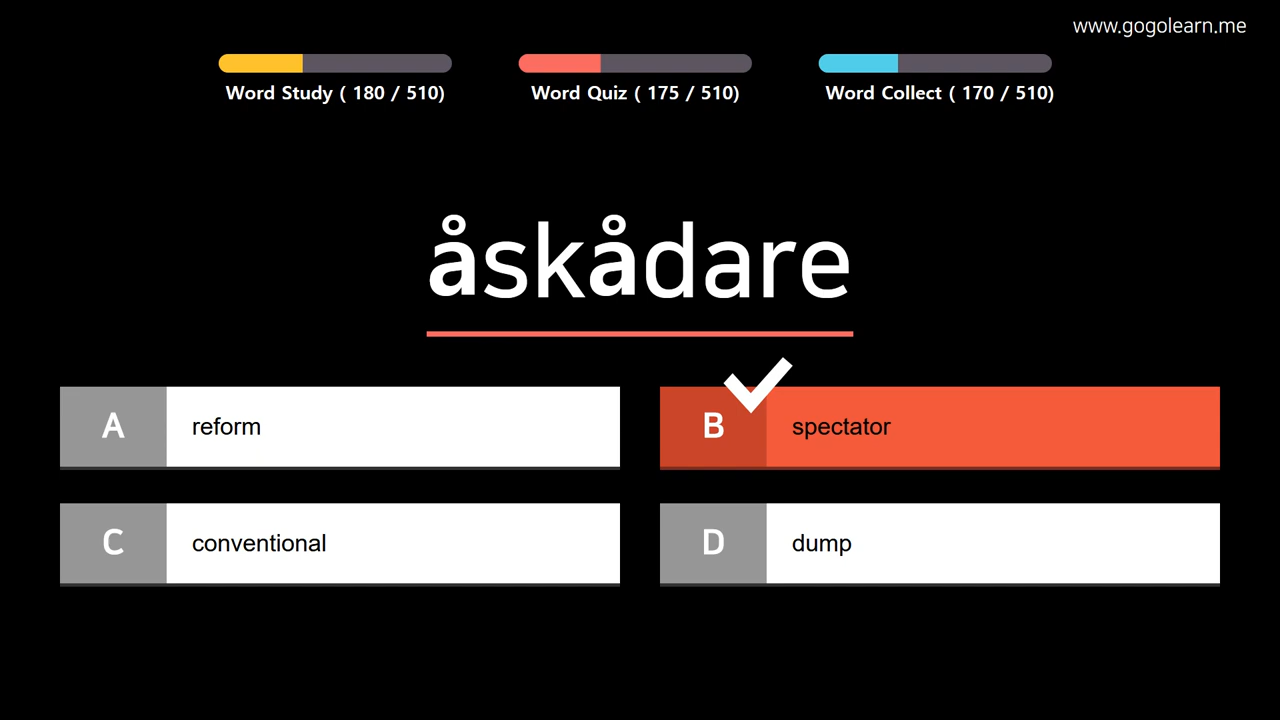 www.gogolearn.me
Word Study ( 180 / 510)
Word Quiz ( 175 / 510)
Word Collect ( 170 / 510)
åskådare
A reform
B spectator
C conventional
D dump